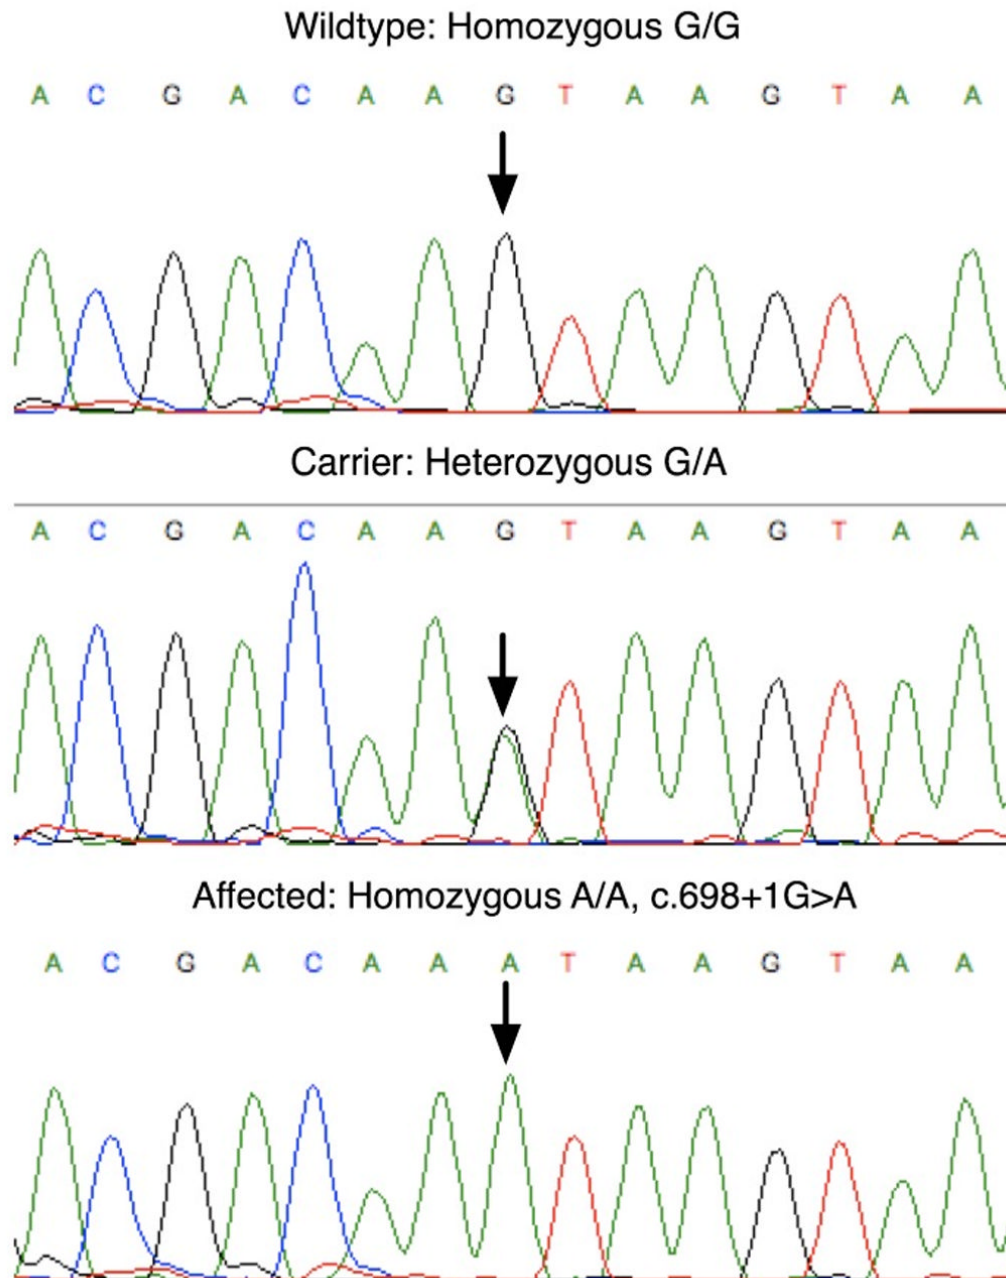 Wildtype: Homozygous G/G
A C G A C A A G T A A G T A A
Carrier: Heterozygous G/A
A C G A C A A G T A A G T A A
Affected: Homozygous A/A, c.698+1G>A
A C G A C A A A T A A G T A A